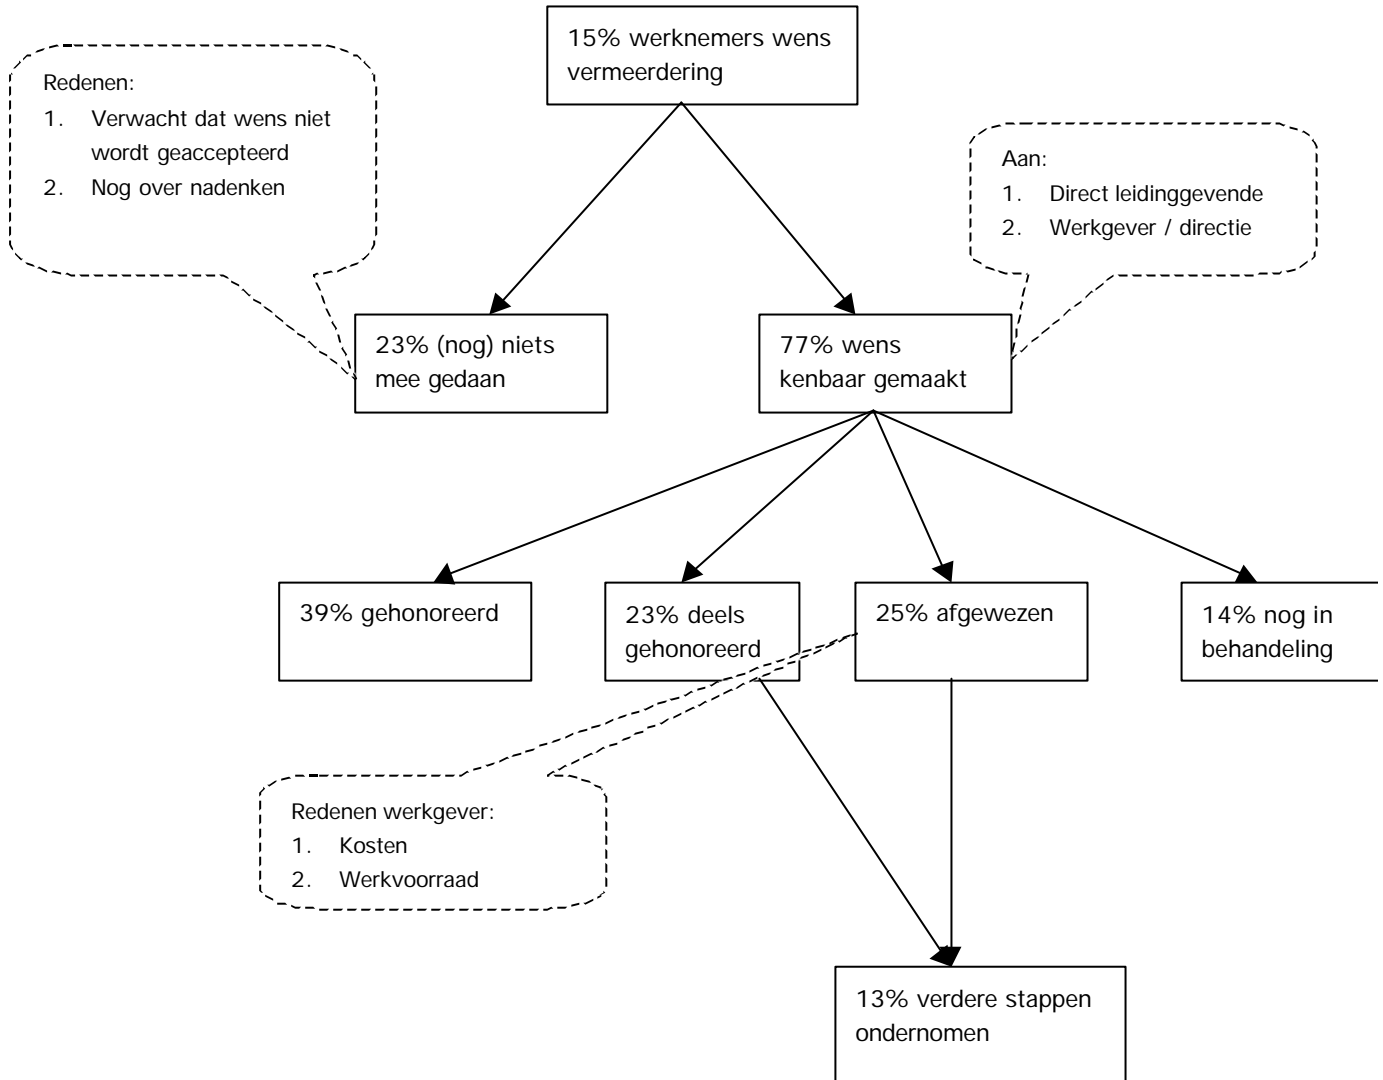 15% werknemers wens
vermeerdering
Redenen:
1. Verwacht dat wens niet
wordt geaccepteerd
2. Nog over nadenken
Aan:
1. Direct leidinggevende
2. Werkgever / directie
23% (nog) niets
mee gedaan
77% wens
kenbaar gemaakt
39% gehonoreerd
23% deels
gehonoreerd
25% afgewezen
14% nog in
behandeling
Redenen werkgever:
1. Kosten
2. Werkvoorraad
13% verdere stappen
ondernomen